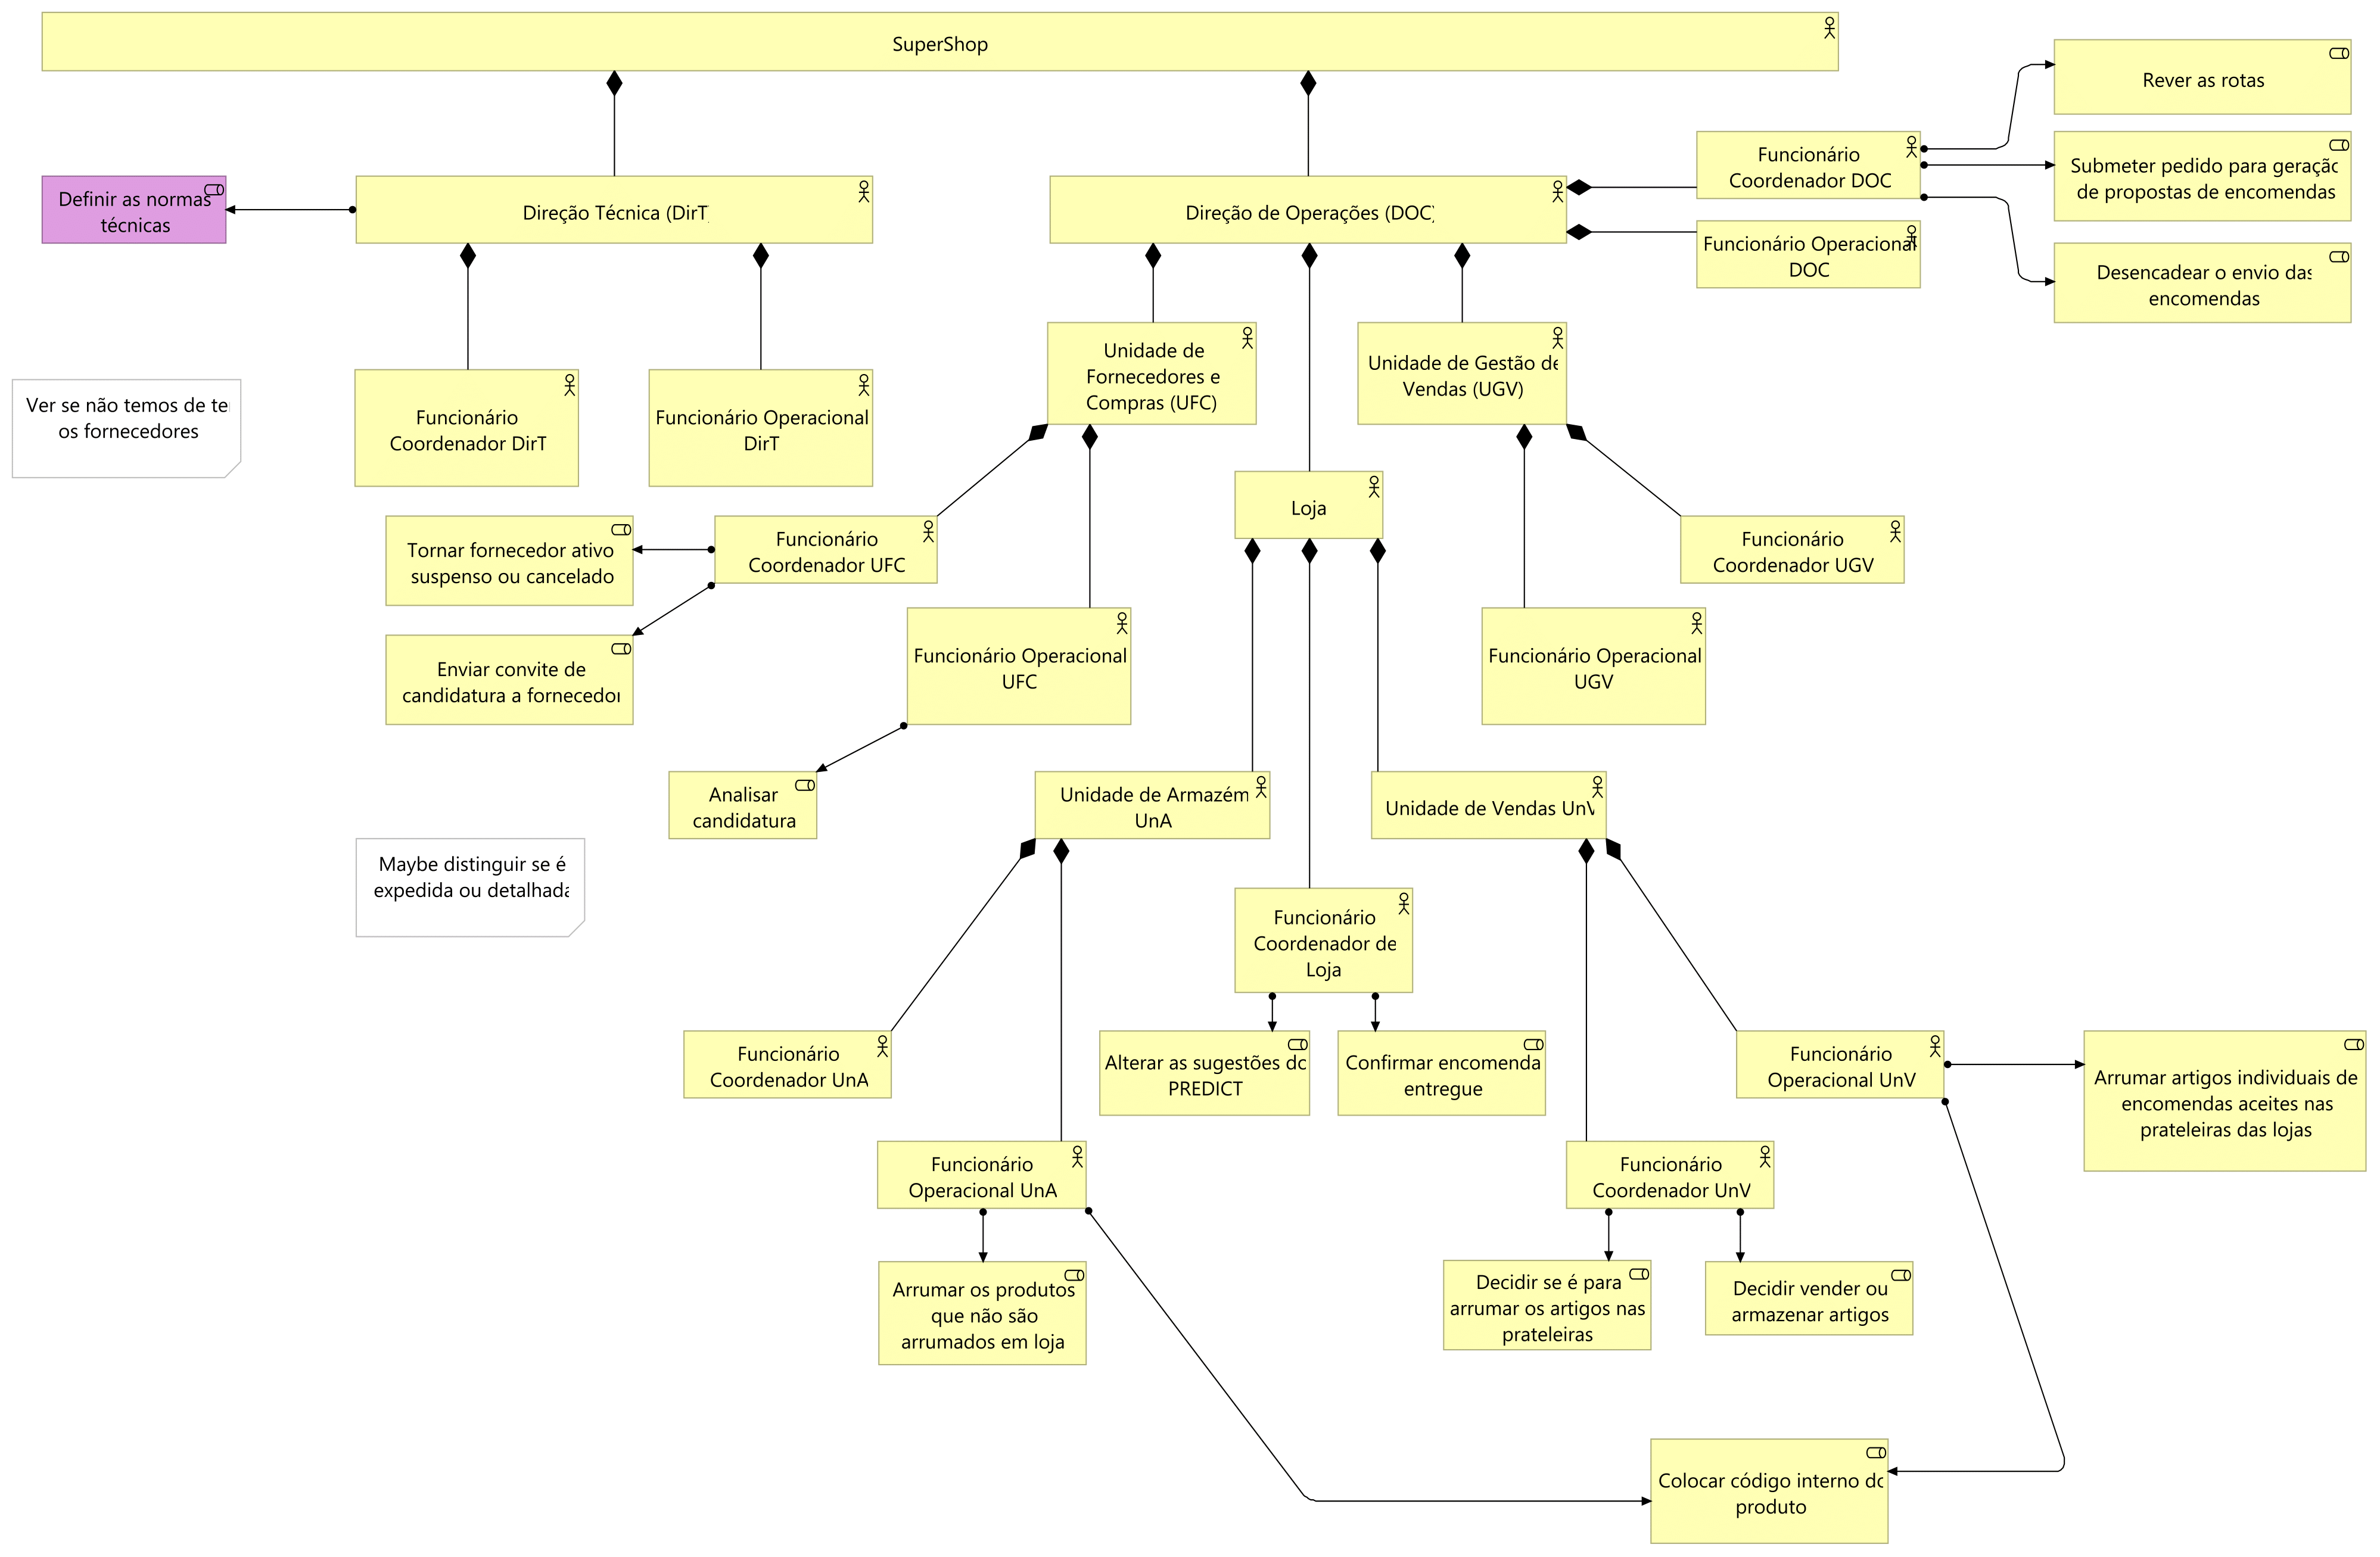 SuperShop
Rever as rotas
Funcionário
Coordenador DOC
Submeter pedido para geração
de propostas de encomendas
Definir as normas
técnicas
Direção Técnica (DirT)
Direção de Operações (DOC)
Funcionário Operacional
DOC
Desencadear o envio das
encomendas
Unidade de
Fornecedores e
Compras (UFC)
Unidade de Gestão de
Vendas (UGV)
Ver se não temos de te
os fornecedores
Funcionário
Coordenador DirT
Funcionário Operacional
DirT
Loja
Tornar fornecedor ativo
suspenso ou cancelado
Funcionário
Coordenador UFC
Funcionário
Coordenador UGV
Enviar convite de
candidatura a fornecedor
Funcionário Operacional
UFC
Funcionário Operacional
UGV
Analisar
candidatura
Unidade de Armazém
UnA
Unidade de Vendas UnV
Maybe distinguir se é
expedida ou detalhada
Funcionário
Coordenador de
Loja
Funcionário
Coordenador UnA
Alterar as sugestões do
PREDICT
Confirmar encomenda
entregue
Funcionário
Operacional UnV
Arrumar artigos individuais de
encomendas aceites nas
prateleiras das lojas
Funcionário
Operacional UnA
Funcionário
Coordenador UnV
Arrumar os produtos
que não são
arrumados em loja
Decidir se é para
arrumar os artigos nas
prateleiras
Decidir vender ou
armazenar artigos
Colocar código interno do
produto